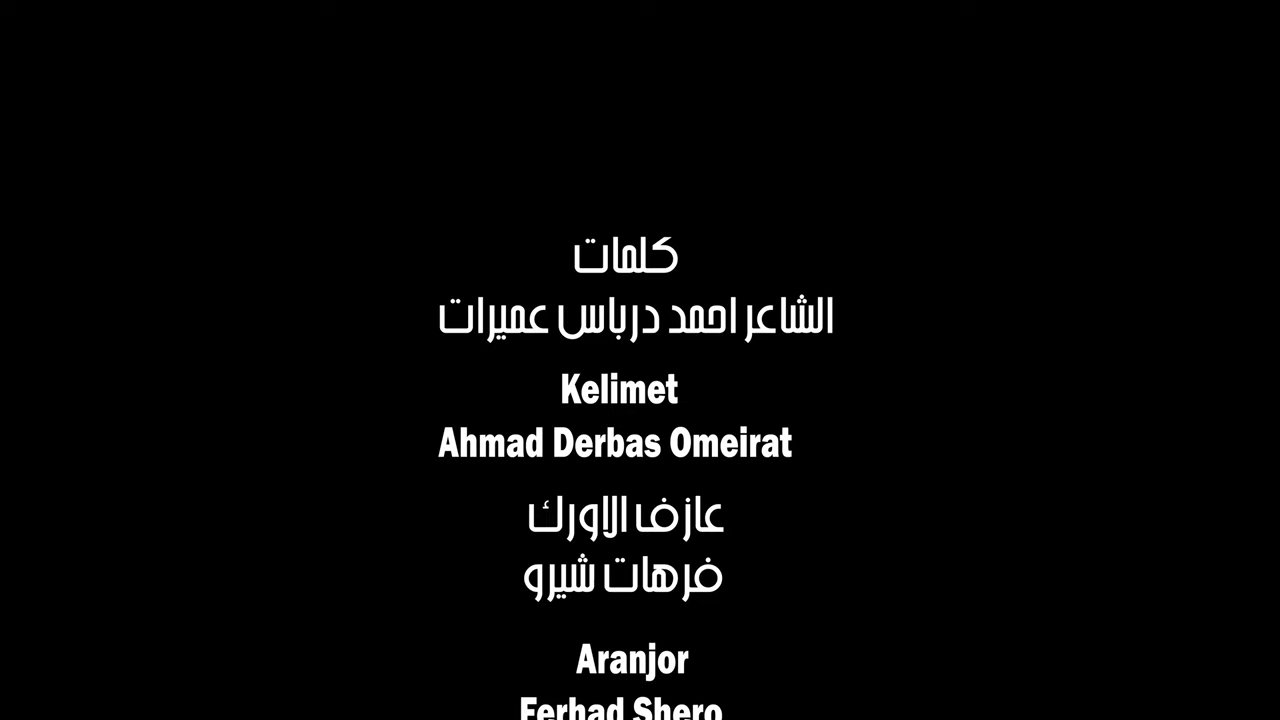 كلمات
الشاعر احمد درباس عميرات
Kelimet
Ahmad Derbas Omeirat
عازف الاورك
فرهات شيرو
Aranjor
Ferhad Shero